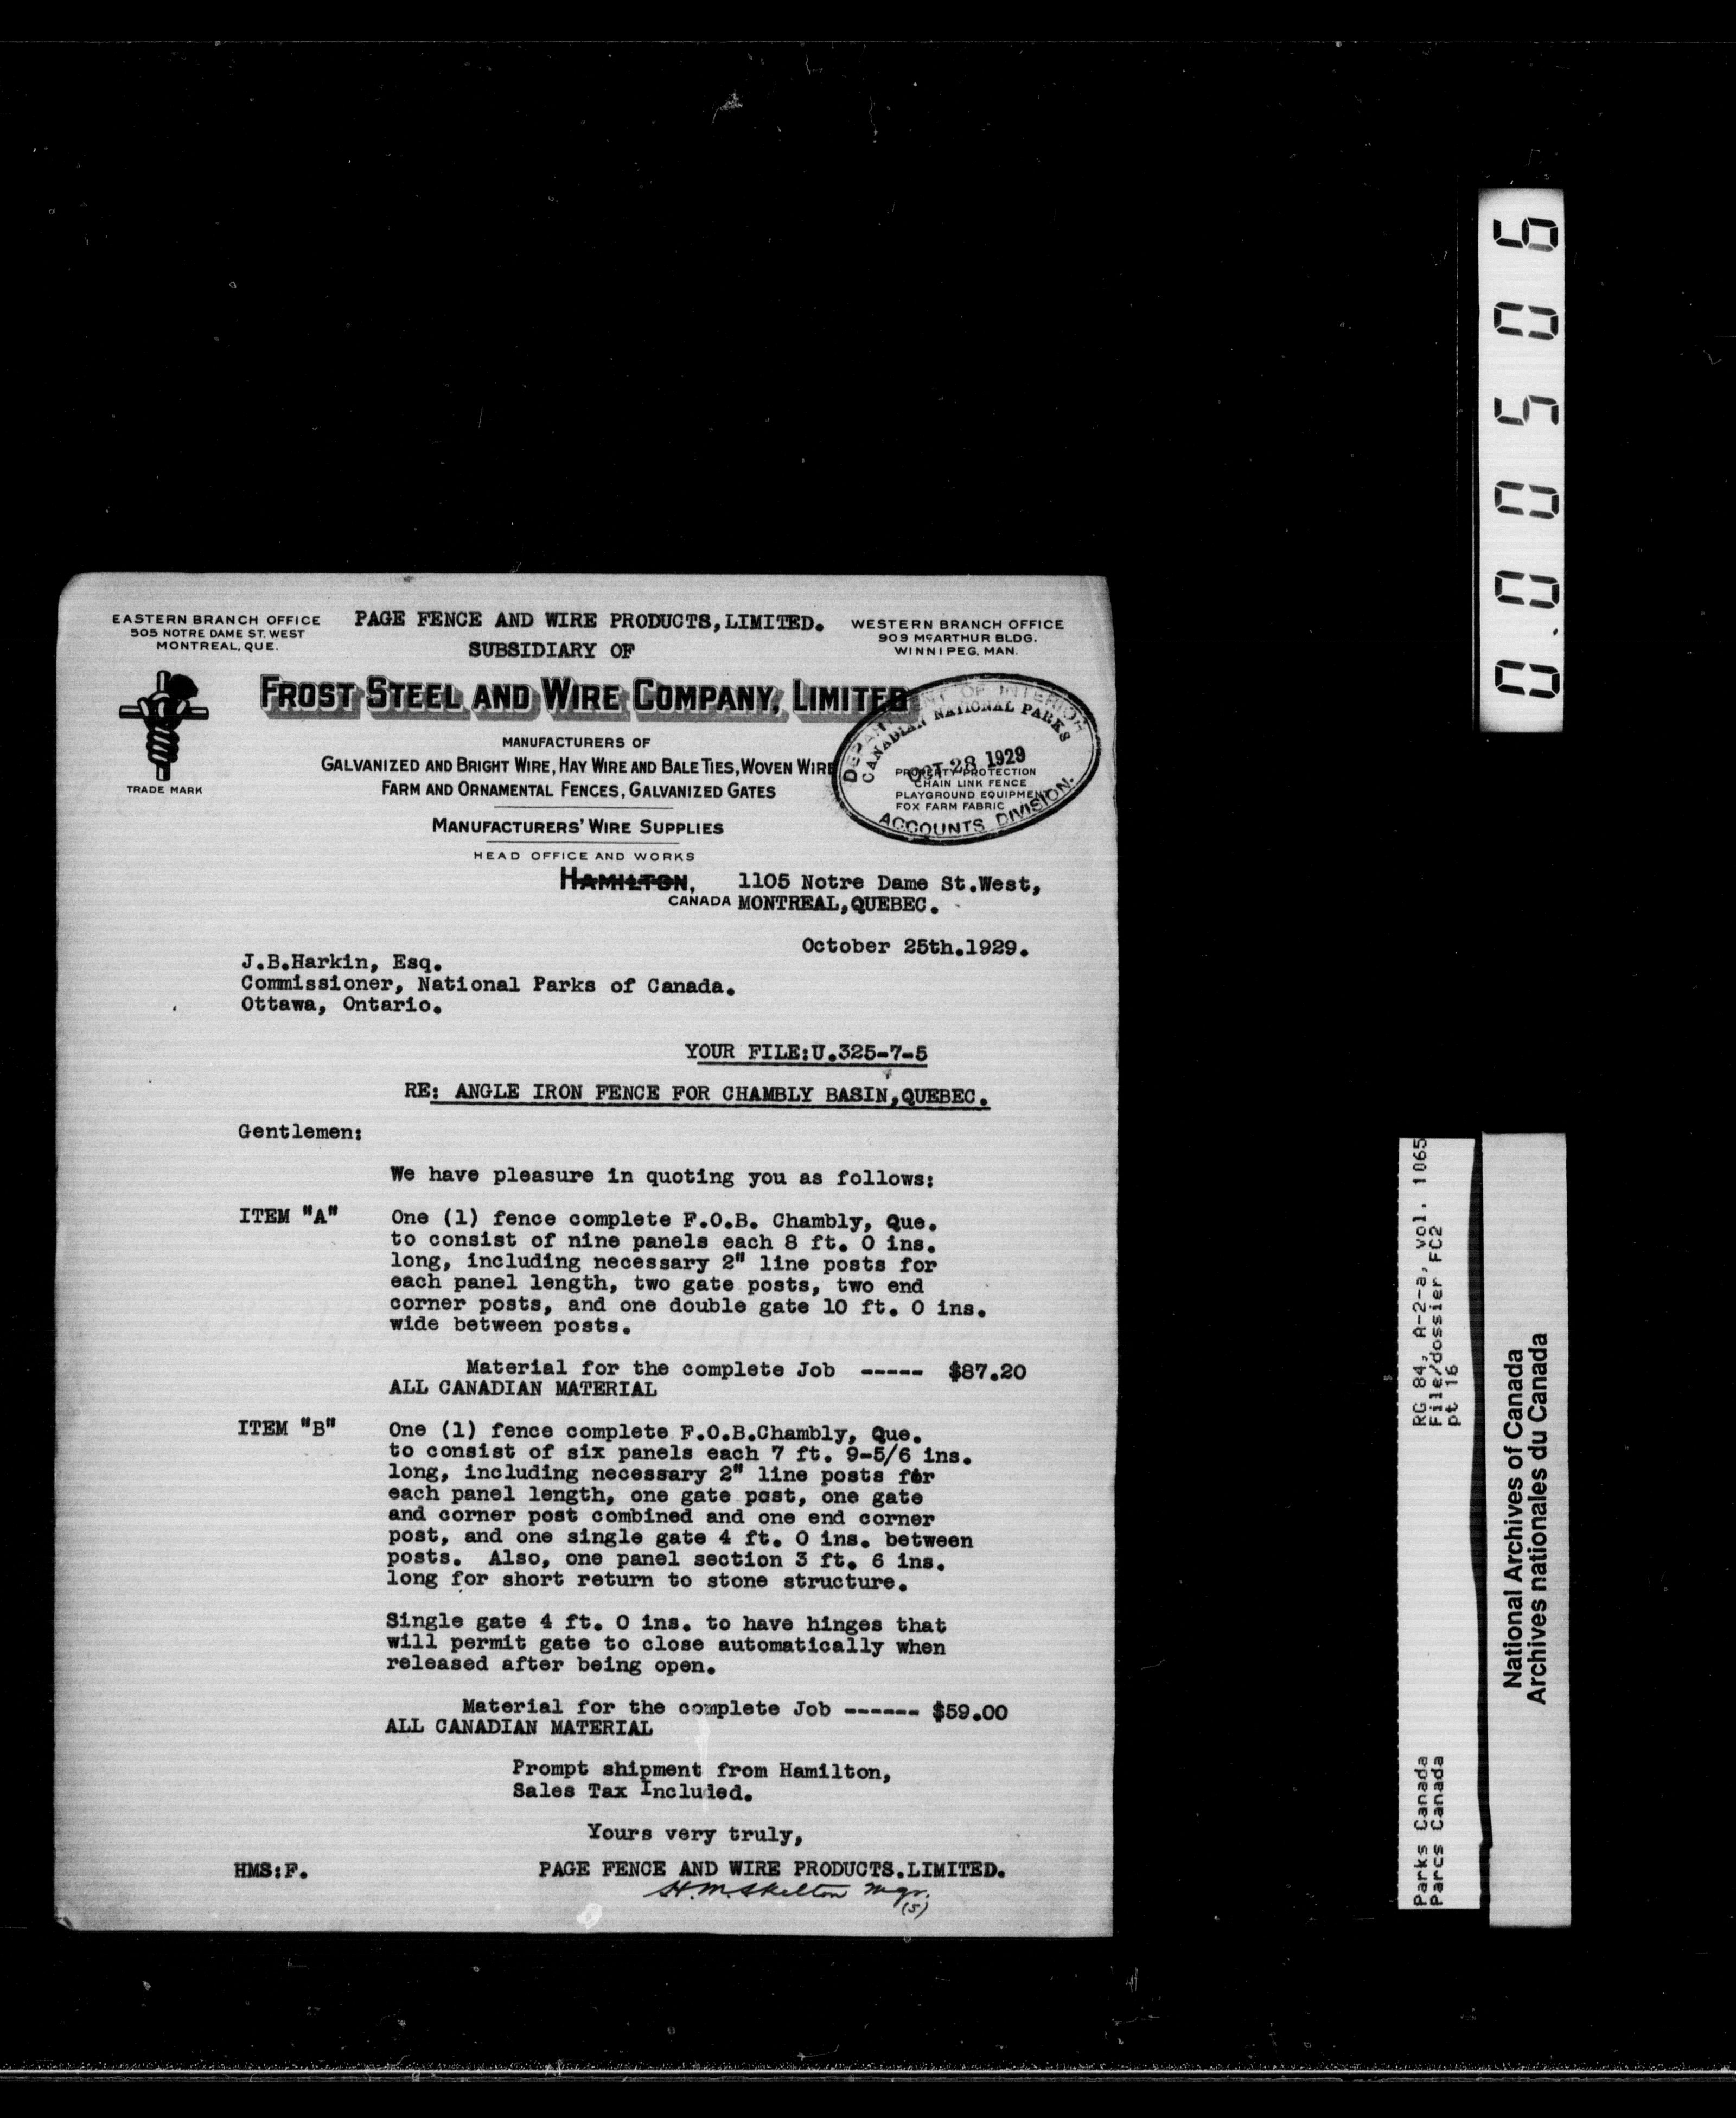 EASTERN BRANCH OFFICE
505 NOTRE DAME ST. WEST
MONTREAL, QUE.
PAGE FENCE AND WIRE PRODUCTS,LIMITED.
SUBSIDIARY OF
WESTERN BRANCH OFFICE
909 McARTHUR BLDG.
WINNIPEG, MAN.
FROST STEEL AND WIRE COMPANY, LIMITED
TRADE MARK
MANUFACTURERS OF
GALVANIZED AND BRIGHT WIRE, HAY WIRE AND BALE TIES, WOVEN WIRE
FARM AND ORNAMENTAL FENCES, GALVANIZED GATES
MANUFACTURERS' WIRE SUPPLIES
DEPARTMENT OF INTERIOR
CANADIAN NATIONAL PARKS
OCT 28 1929
PROPERTY PROTECTION
CHAIN LINK FENCE
PLAYGROUND EQUIPMENT
FOX FARM FABRIC
ACCOUNTS DIVISION.
HEAD OFFICE AND WORKS
HAMILTON, 1105 Notre Dame St.West,
CANADA MONTREAL,QUEBEC.
October 25th.1929.
J.B.Harkin, Esq.
Commissioner, National Parks of Canada.
Ottawa, Ontario.
YOUR FILE:U.325-7-5
RE: ANGLE IRON FENCE FOR CHAMBLY BASIN,QUEBEC.
Gentlemen:
We have pleasure in quoting you as follows:
ITEM "A" One (1) fence complete F.O.B. Chambly, Que.
to consist of nine panels each 8 ft. 0 ins.
long, including necessary 2" line posts for
each panel length, two gate posts, two end
corner posts, and one double gate 10 ft. 0 ins.
wide between posts.
Material for the complete Job ----- $87.20
ALL CANADIAN MATERIAL
ITEM "B" One (1) fence complete F.O.B.Chambly, Que.
to consist of six panels each 7 ft. 9-5/6 ins.
long, including necessary 2" line posts for
each panel length, one gate post, one gate
and corner post combined and one end corner
post, and one single gate 4 ft. 0 ins. between
posts. Also, one panel section 3 ft. 6 ins.
long for short return to stone structure.
Single gate 4 ft. 0 ins. to have hinges that
will permit gate to close automatically when
released after being open.
Material for the complete Job ------ $59.00
ALL CANADIAN MATERIAL
Prompt shipment from Hamilton,
Sales Tax Included.
Yours very truly,
HMS:F. PAGE FENCE AND WIRE PRODUCTS.LIMITED.
H.M.Skelton Mgr.
(S)
0.00506
RG 84, A-2-a, vol. 1065
File/dossier FC2
pt 16
Parks Canada
Parcs Canada
National Archives of Canada
Archives nationales du Canada